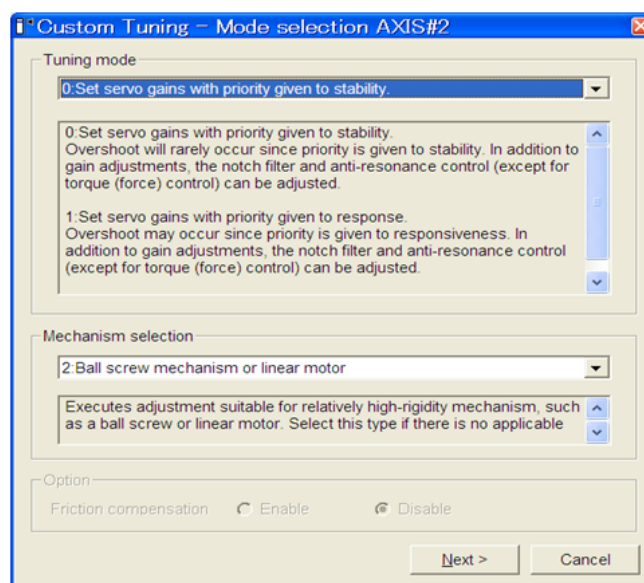 Custom Tuning - Mode selection AXIS#2
Tuning mode
0:Set servo gains with priority given to stability.
0:Set servo gains with priority given to stability.
Overshoot will rarely occur since priority is given to stability. In addition to
gain adjustments, the notch filter and anti-resonance control (except for
torque (force) control) can be adjusted.
1:Set servo gains with priority given to response.
Overshoot may occur since priority is given to responsiveness. In
addition to gain adjustments, the notch filter and anti-resonance control
(except for torque (force) control) can be adjusted.
Mechanism selection
2:Ball screw mechanism or linear motor
Executes adjustment suitable for relatively high-rigidity mechanism, such
as a ball screw or linear motor. Select this type if there is no applicable
Option
Friction compensation Enable Disable
Next > Cancel